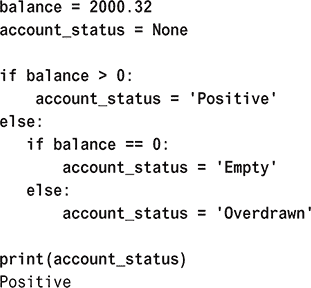 balance = 2000.32
account_status = None

if balance > 0:
    account_status = 'Positive'
else:
   if balance == 0:
       account_status = 'Empty'
   else:
       account_status = 'Overdrawn'

print(account_status)
Positive